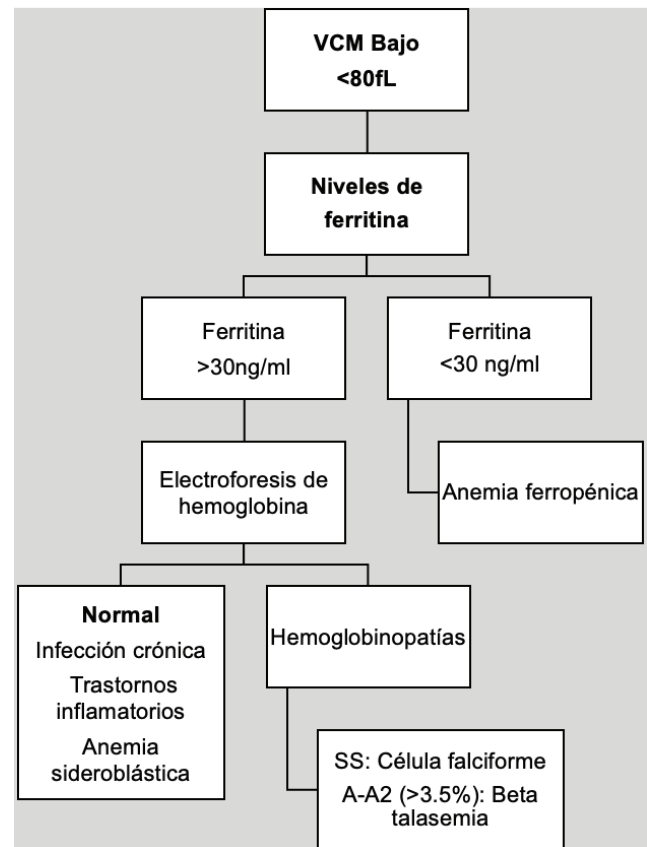 VCM Bajo
<80fL
Niveles de
ferritina
Ferritina
>30ng/ml
Ferritina
<30 ng/ml
Electroforesis de
hemoglobina
Anemia ferropénica
Normal
Infección crónica
Trastornos
inflamatorios
Anemia
sideroblástica
Hemoglobinopatías
SS: Célula falciforme
A-A2 (>3.5%): Beta
talasemia